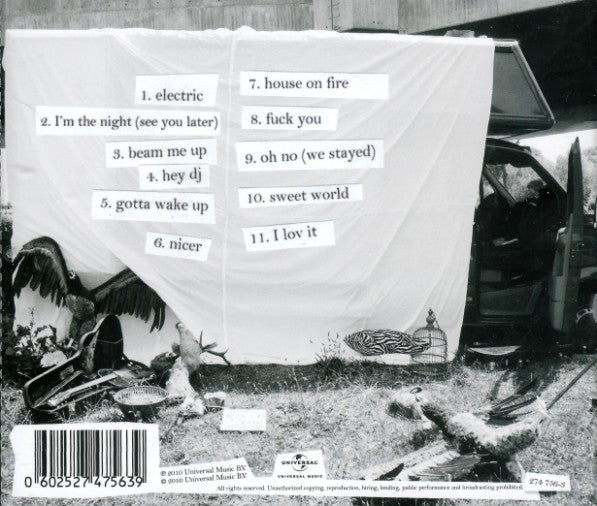 1. electric
2. I'm the night (see you later)
3. beam me up
4. hey dj
5. gotta wake up
6. nicer
7. house on fire
8. fuck you
9. oh no (we stayed)
10. sweet world
11. I lov it
0 602527 475639
℗ 2010 Universal Music B.V.
© 2010 Universal Music B.V.
UNIVERSAL
UNIVERSAL MUSIC
All rights reserved. Unauthorized copying, reproduction, hiring, lending, public performance and broadcasting prohibited.
274 756-3